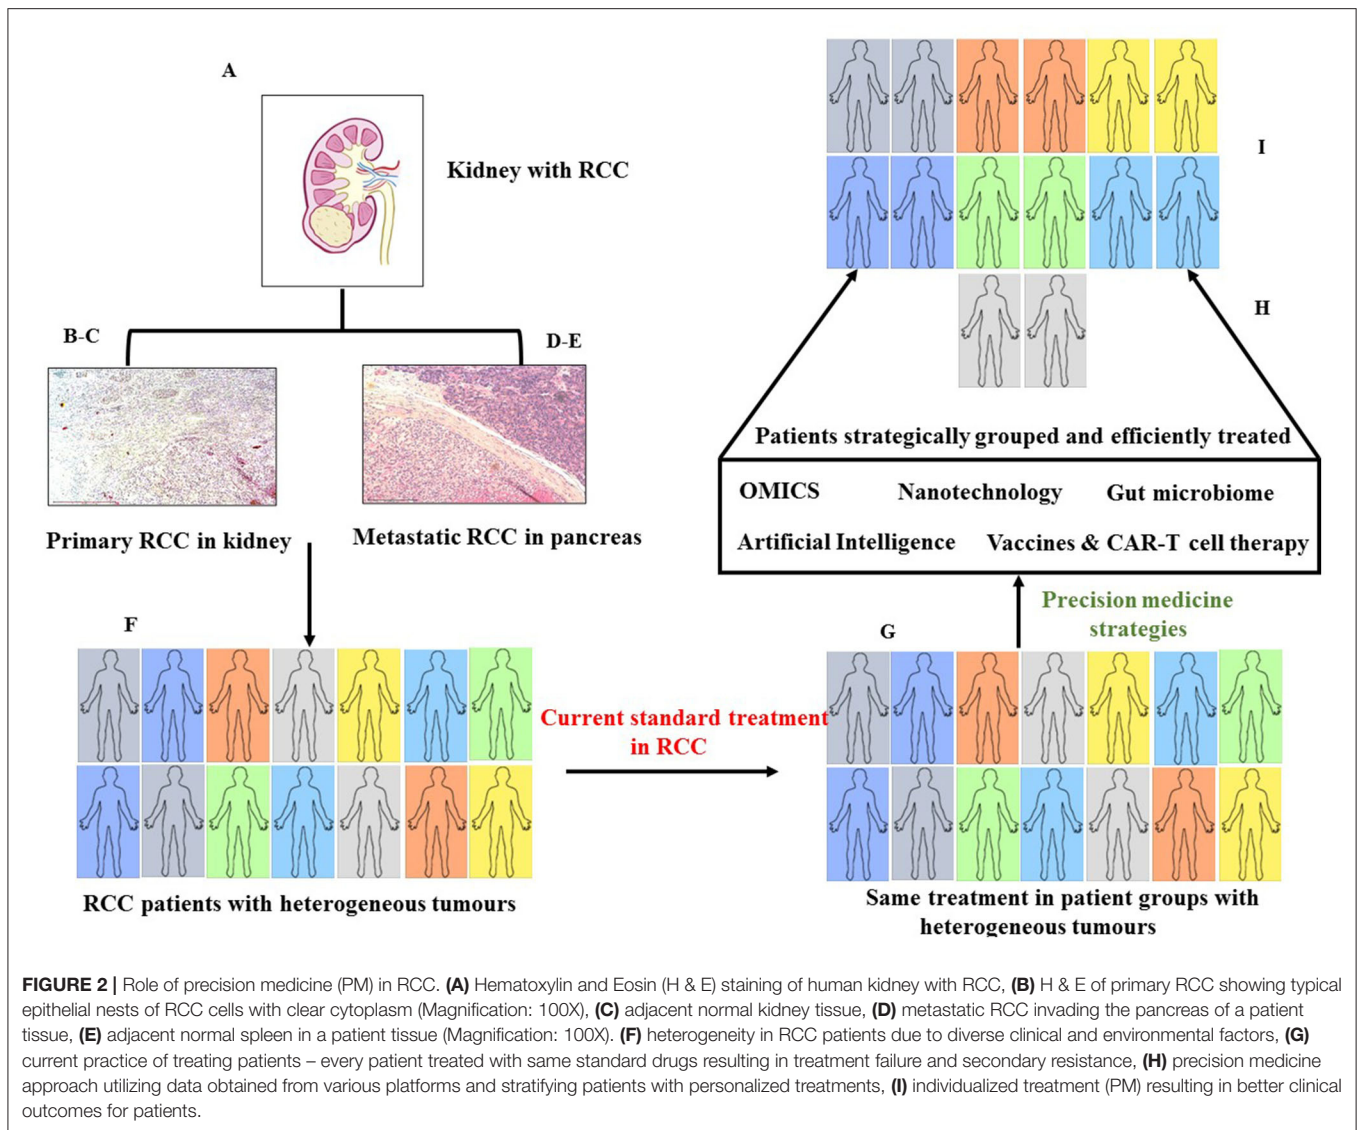 A
Kidney with RCC
B-C
D-E
Primary RCC in kidney
Metastatic RCC in pancreas
F
RCC patients with heterogeneous tumours
Current standard treatment
in RCC
G
Same treatment in patient groups with
heterogeneous tumours
Precision medicine
strategies
OMICS
Nanotechnology
Gut microbiome
Artificial Intelligence
Vaccines & CAR-T cell therapy
Patients strategically grouped and efficiently treated
H
I
FIGURE 2 | Role of precision medicine (PM) in RCC. (A) Hematoxylin and Eosin (H & E) staining of human kidney with RCC, (B) H & E of primary RCC showing typical
epithelial nests of RCC cells with clear cytoplasm (Magnification: 100X), (C) adjacent normal kidney tissue, (D) metastatic RCC invading the pancreas of a patient
tissue, (E) adjacent normal spleen in a patient tissue (Magnification: 100X). (F) heterogeneity in RCC patients due to diverse clinical and environmental factors, (G)
current practice of treating patients – every patient treated with same standard drugs resulting in treatment failure and secondary resistance, (H) precision medicine
approach utilizing data obtained from various platforms and stratifying patients with personalized treatments, (I) individualized treatment (PM) resulting in better clinical
outcomes for patients.